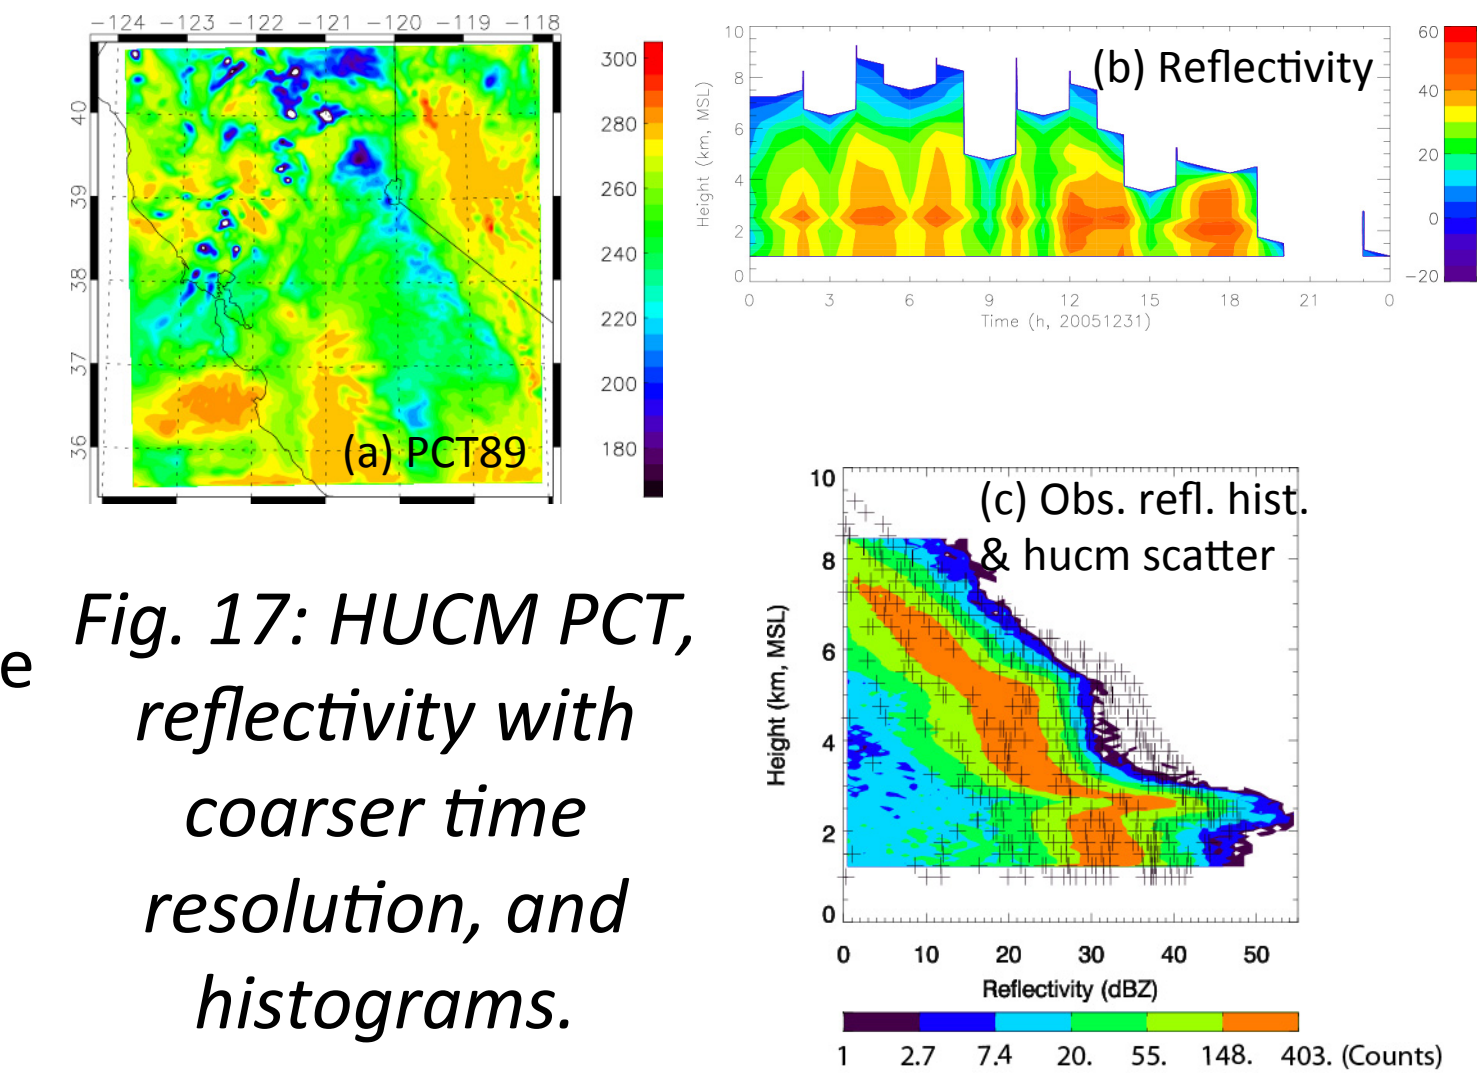 −124 −123 −122 −121 −120 −119 −118
40
39
38
37
36
300
280
260
240
220
200
180
(a) PCT89
(b) Reflectivity
10
8
6
4
2
0
Height (km, MSL)
0 3 6 9 12 15 18 21 0
Time (h, 20051231)
60
40
20
0
−20
e
Fig. 17: HUCM PCT,
reflectivity with
coarser time
resolution, and
histograms.
(c) Obs. refl. hist.
& hucm scatter
10
8
6
4
2
0
Height (km, MSL)
0 10 20 30 40 50
Reflectivity (dBZ)
1 2.7 7.4 20. 55. 148. 403. (Counts)